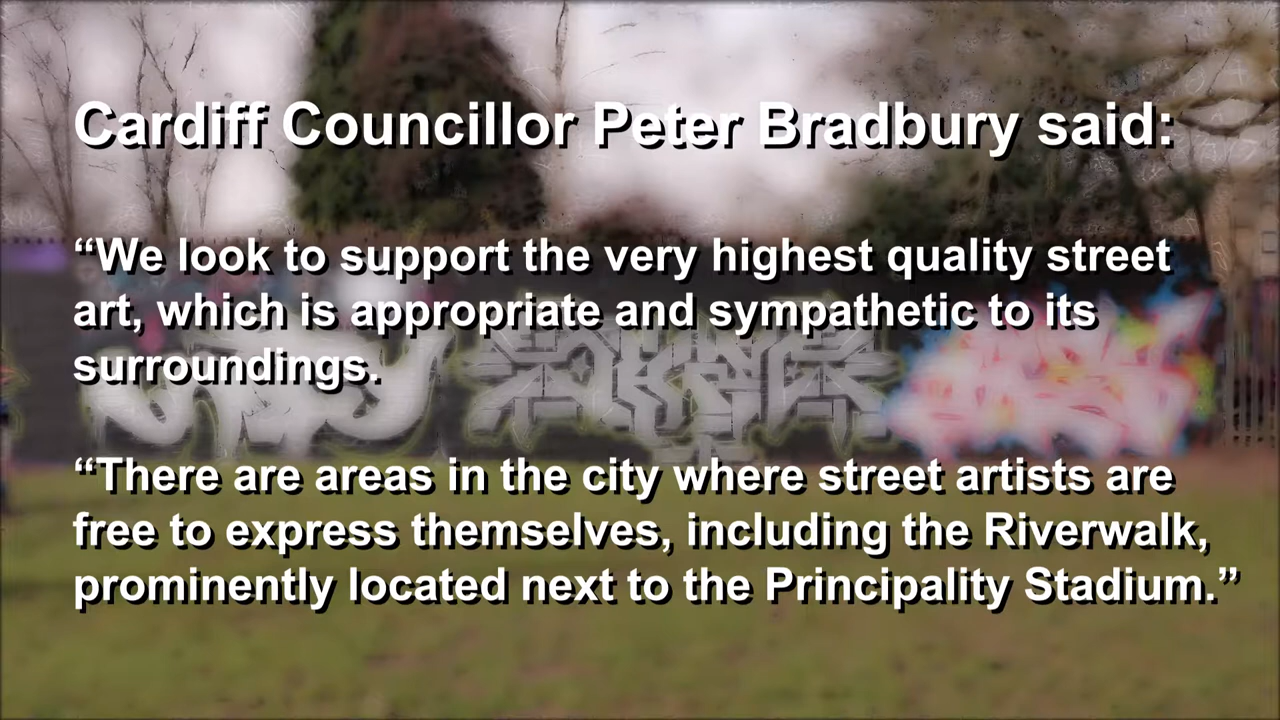 Cardiff Councillor Peter Bradbury said:
“We look to support the very highest quality street
art, which is appropriate and sympathetic to its
surroundings.
“There are areas in the city where street artists are
free to express themselves, including the Riverwalk,
prominently located next to the Principality Stadium.”